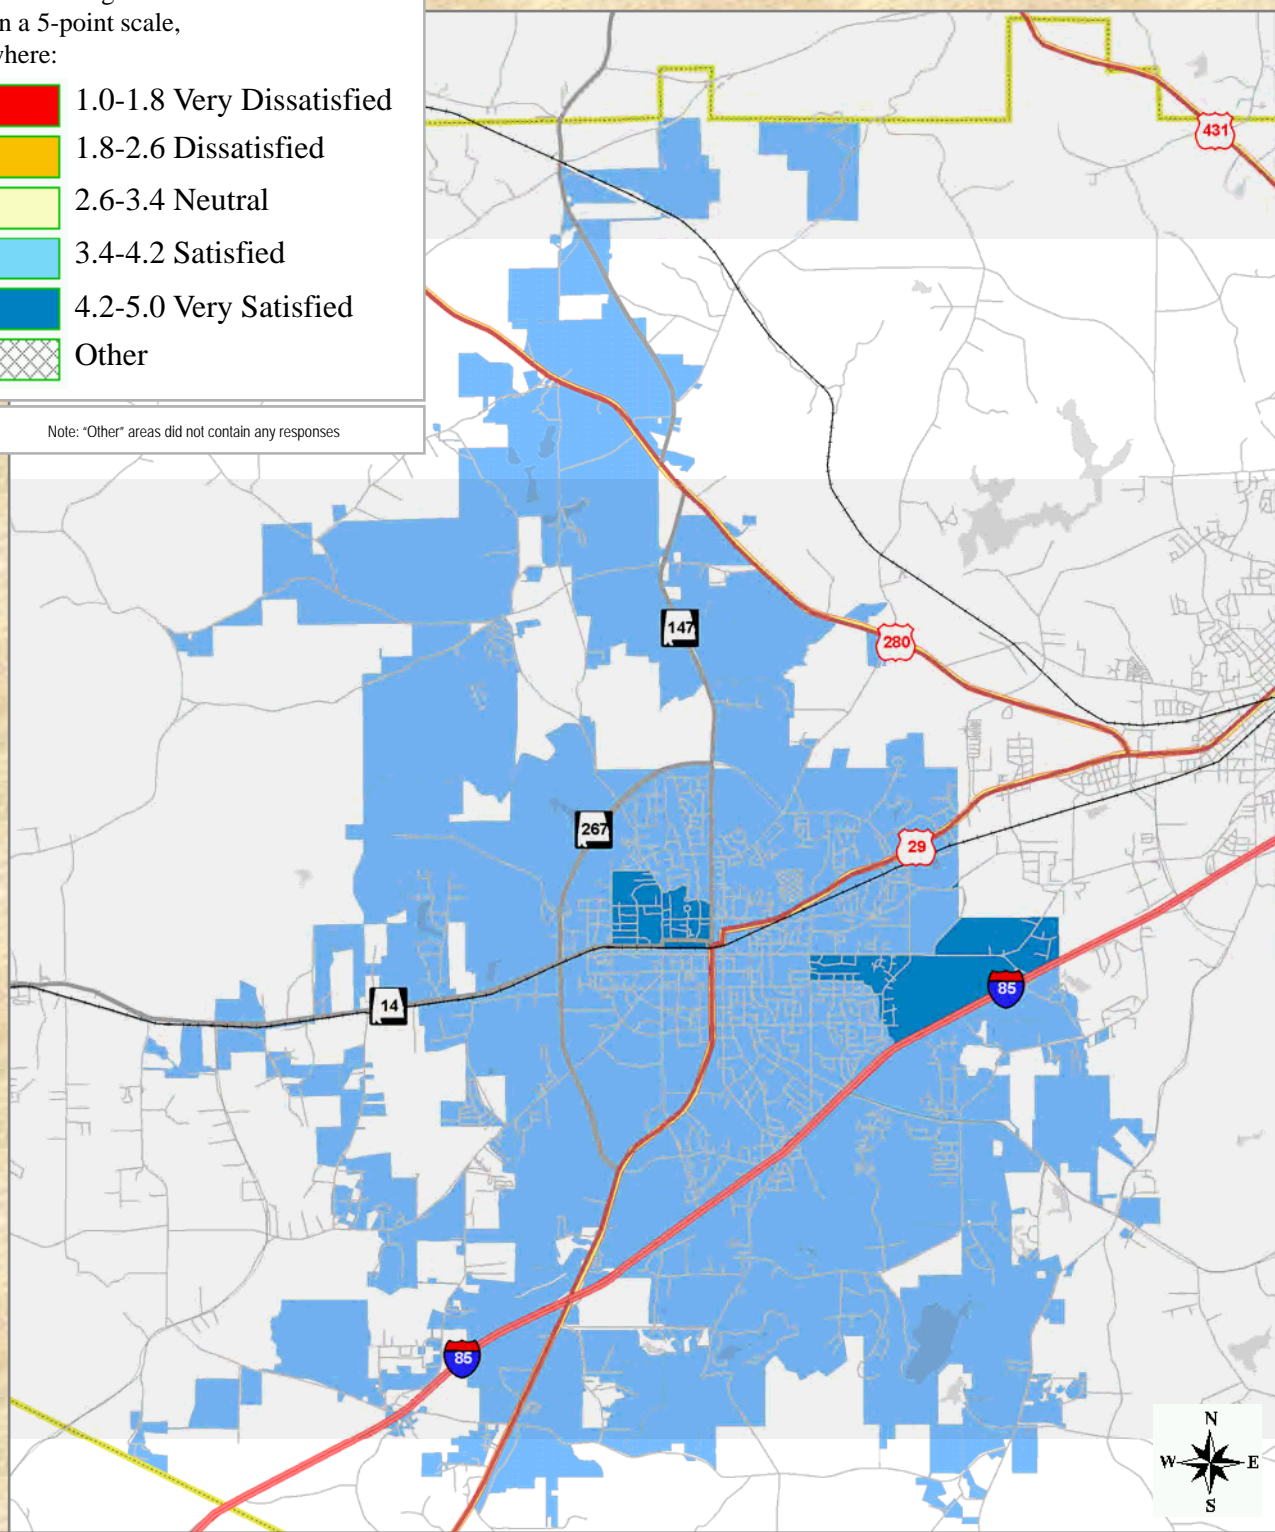 n a 5-point scale,
where:
1.0-1.8 Very Dissatisfied
1.8-2.6 Dissatisfied
2.6-3.4 Neutral
3.4-4.2 Satisfied
4.2-5.0 Very Satisfied
Other
Note: "Other" areas did not contain any responses
431
147
280
267
29
14
85
85
N
W E
S